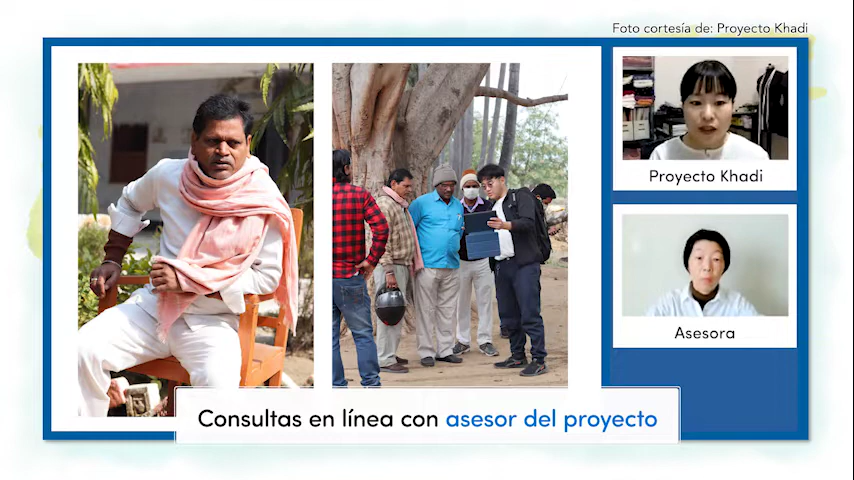 Foto cortesía de: Proyecto Khadi
Proyecto Khadi
Asesora
Consultas en línea con asesor del proyecto